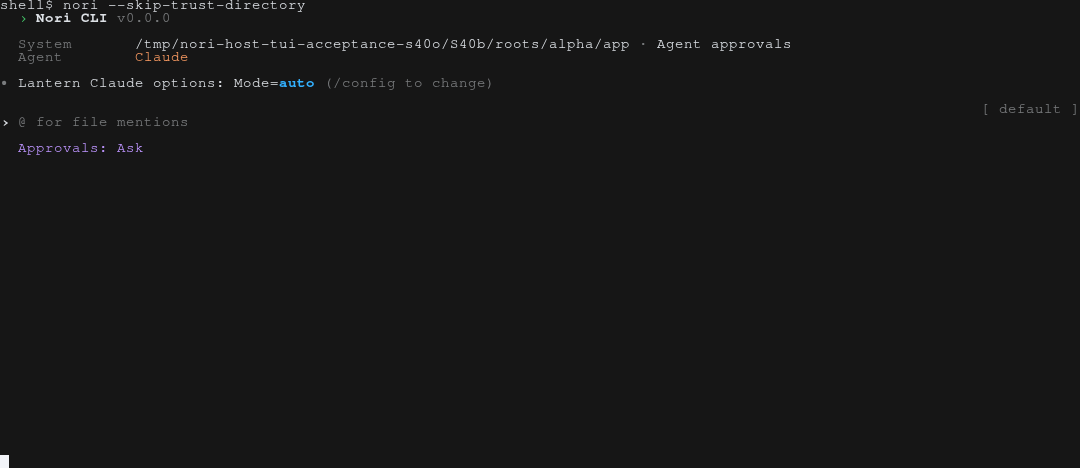 shell$ nori --skip-trust-directory
› Nori CLI v0.0.0
System /tmp/nori-host-tui-acceptance-s40o/S40b/roots/alpha/app · Agent approvals
Agent Claude
• Lantern Claude options: Mode=auto (/config to change)
[ default ]
› @ for file mentions
Approvals: Ask